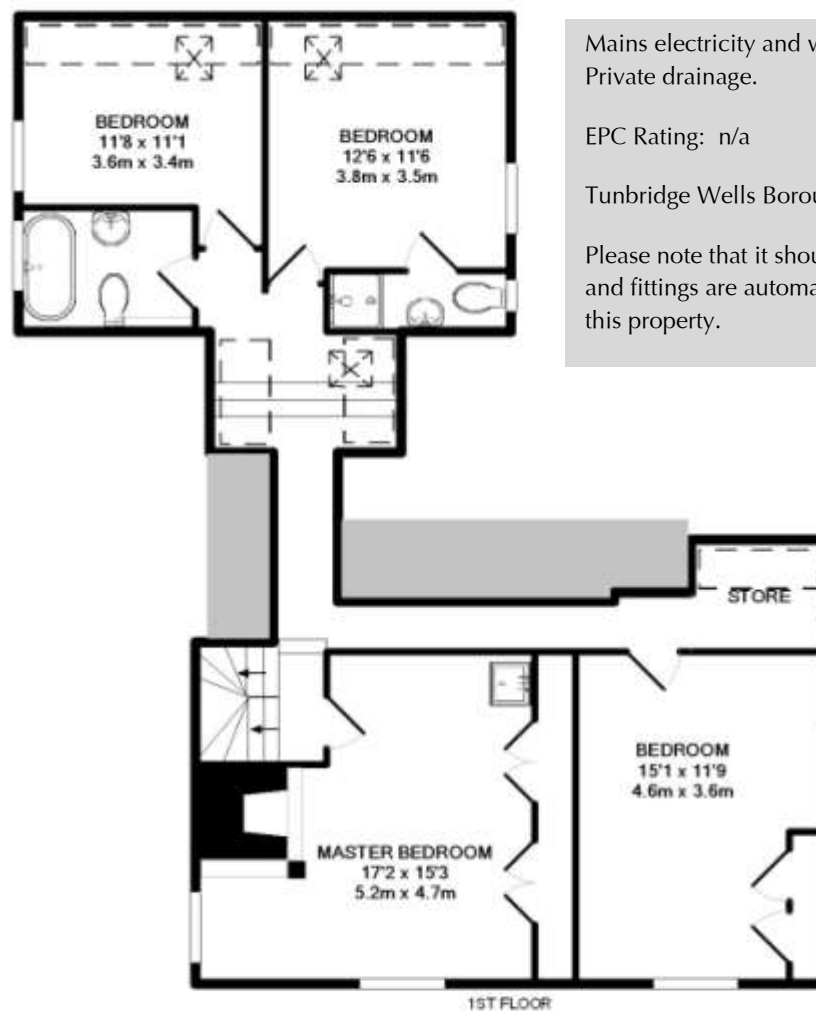 BEDROOM
11'8 x 11'1
3.6m x 3.4m
BEDROOM
12'6 x 11'6
3.8m x 3.5m
Mains electricity and
Private drainage.
EPC Rating: n/a
Tunbridge Wells
Please note that it
and fittings are
this property.
STORE
BEDROOM
15'1 x 11'9
4.6m x 3.6m
MASTER BEDROOM
17'2 x 15'3
5.2m x 4.7m
1ST FLOOR